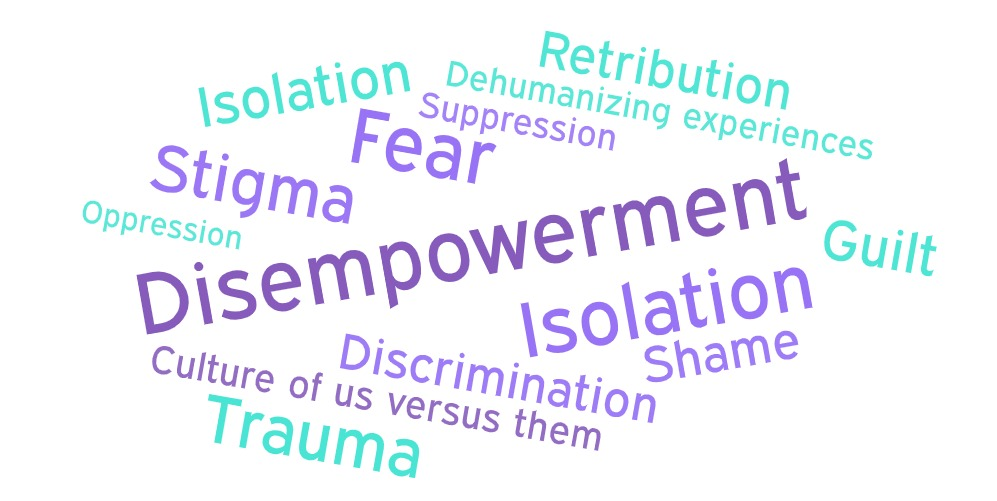 Retribution
Isolation
Dehumanizing experiences
Suppression
Fear
Stigma
Disempowerment
Oppression
Guilt
Isolation
Shame
Discrimination
Culture of us versus them
Trauma